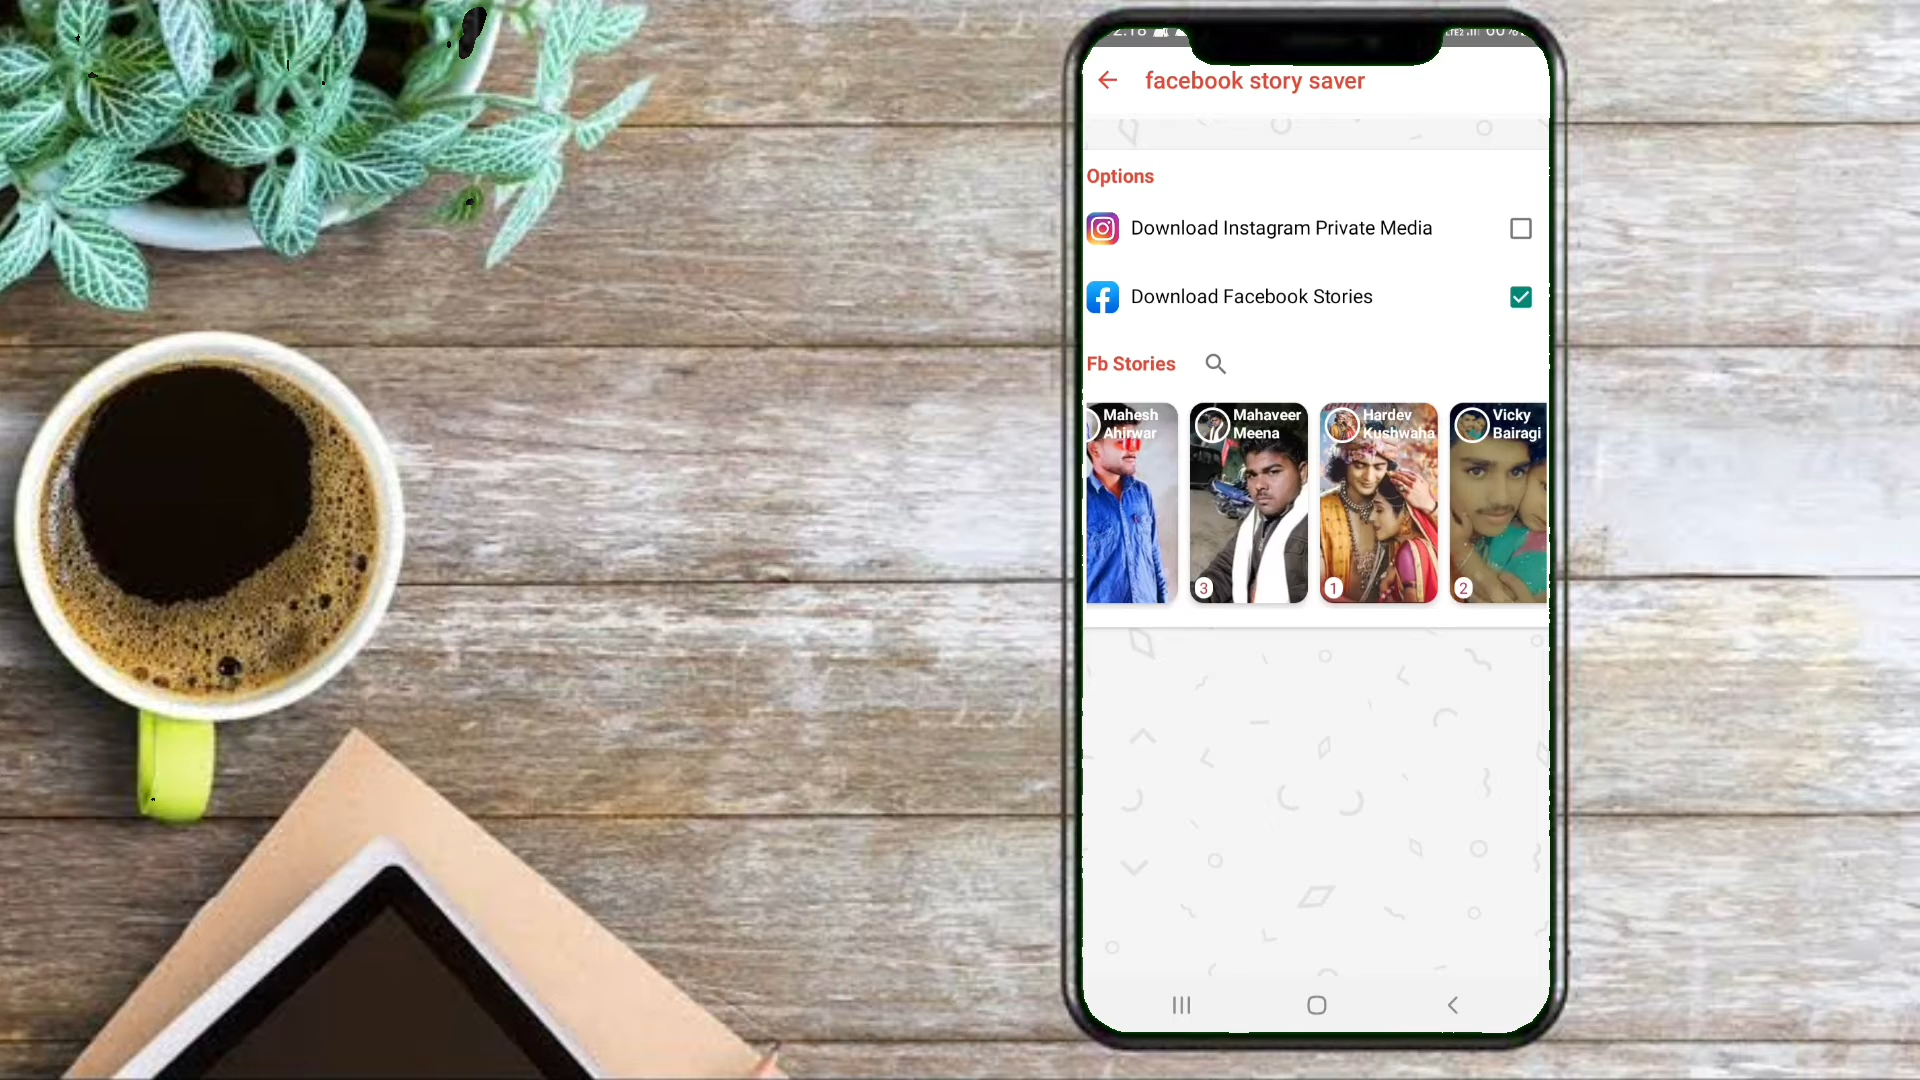 facebook story saver
Options
Download Instagram Private Media
Download Facebook Stories
Fb Stories
Mahesh
Ahirwar
Mahaveer
Meena
Hardev
Kushwaha
Vicky
Bairagi
3
1
2